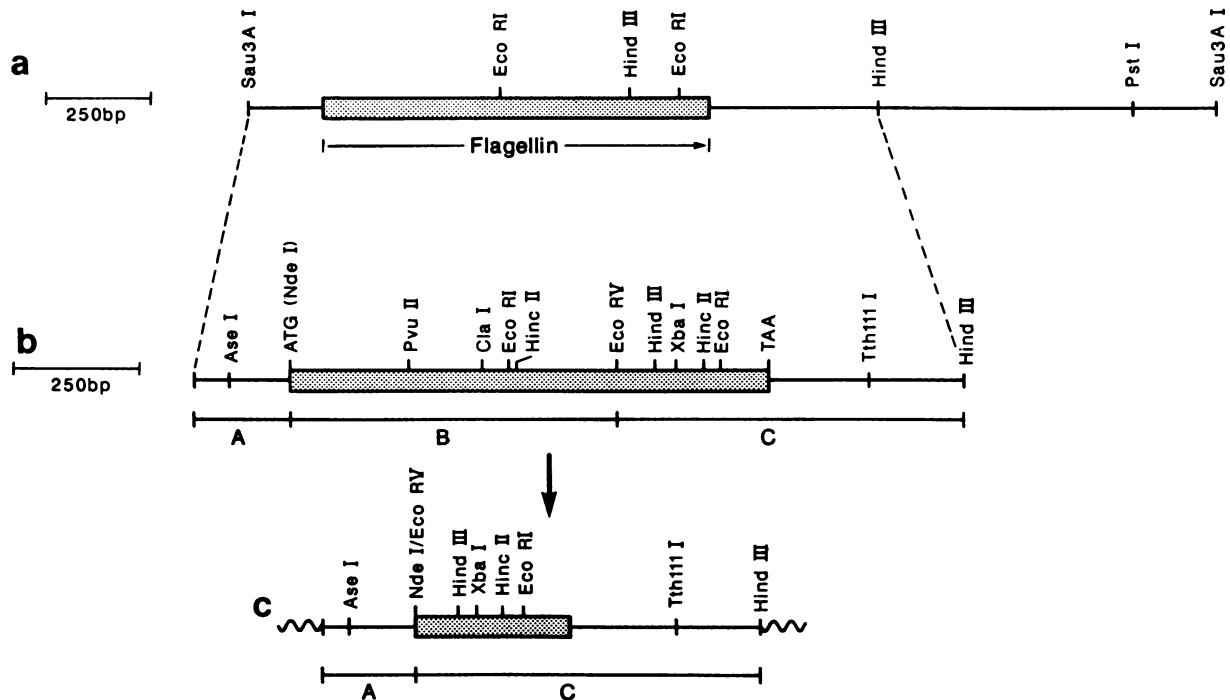 a
250bp
Sau3A I
Eco RI
Hind III
Eco RI
Hind III
Pst I
Sau3A I
Flagellin
b
250bp
Ase I
ATG (Nde I)
Pvu II
Cla I
Eco RI
Hinc II
Eco RV
Hind III
Xba I
Hinc II
Eco RI
TAA
Tth111 I
Hind III
A
B
C
c
Ase I
Nde I/Eco RV
Hind III
Xba I
Hinc II
Eco RI
Tth111 I
Hind III
A
C